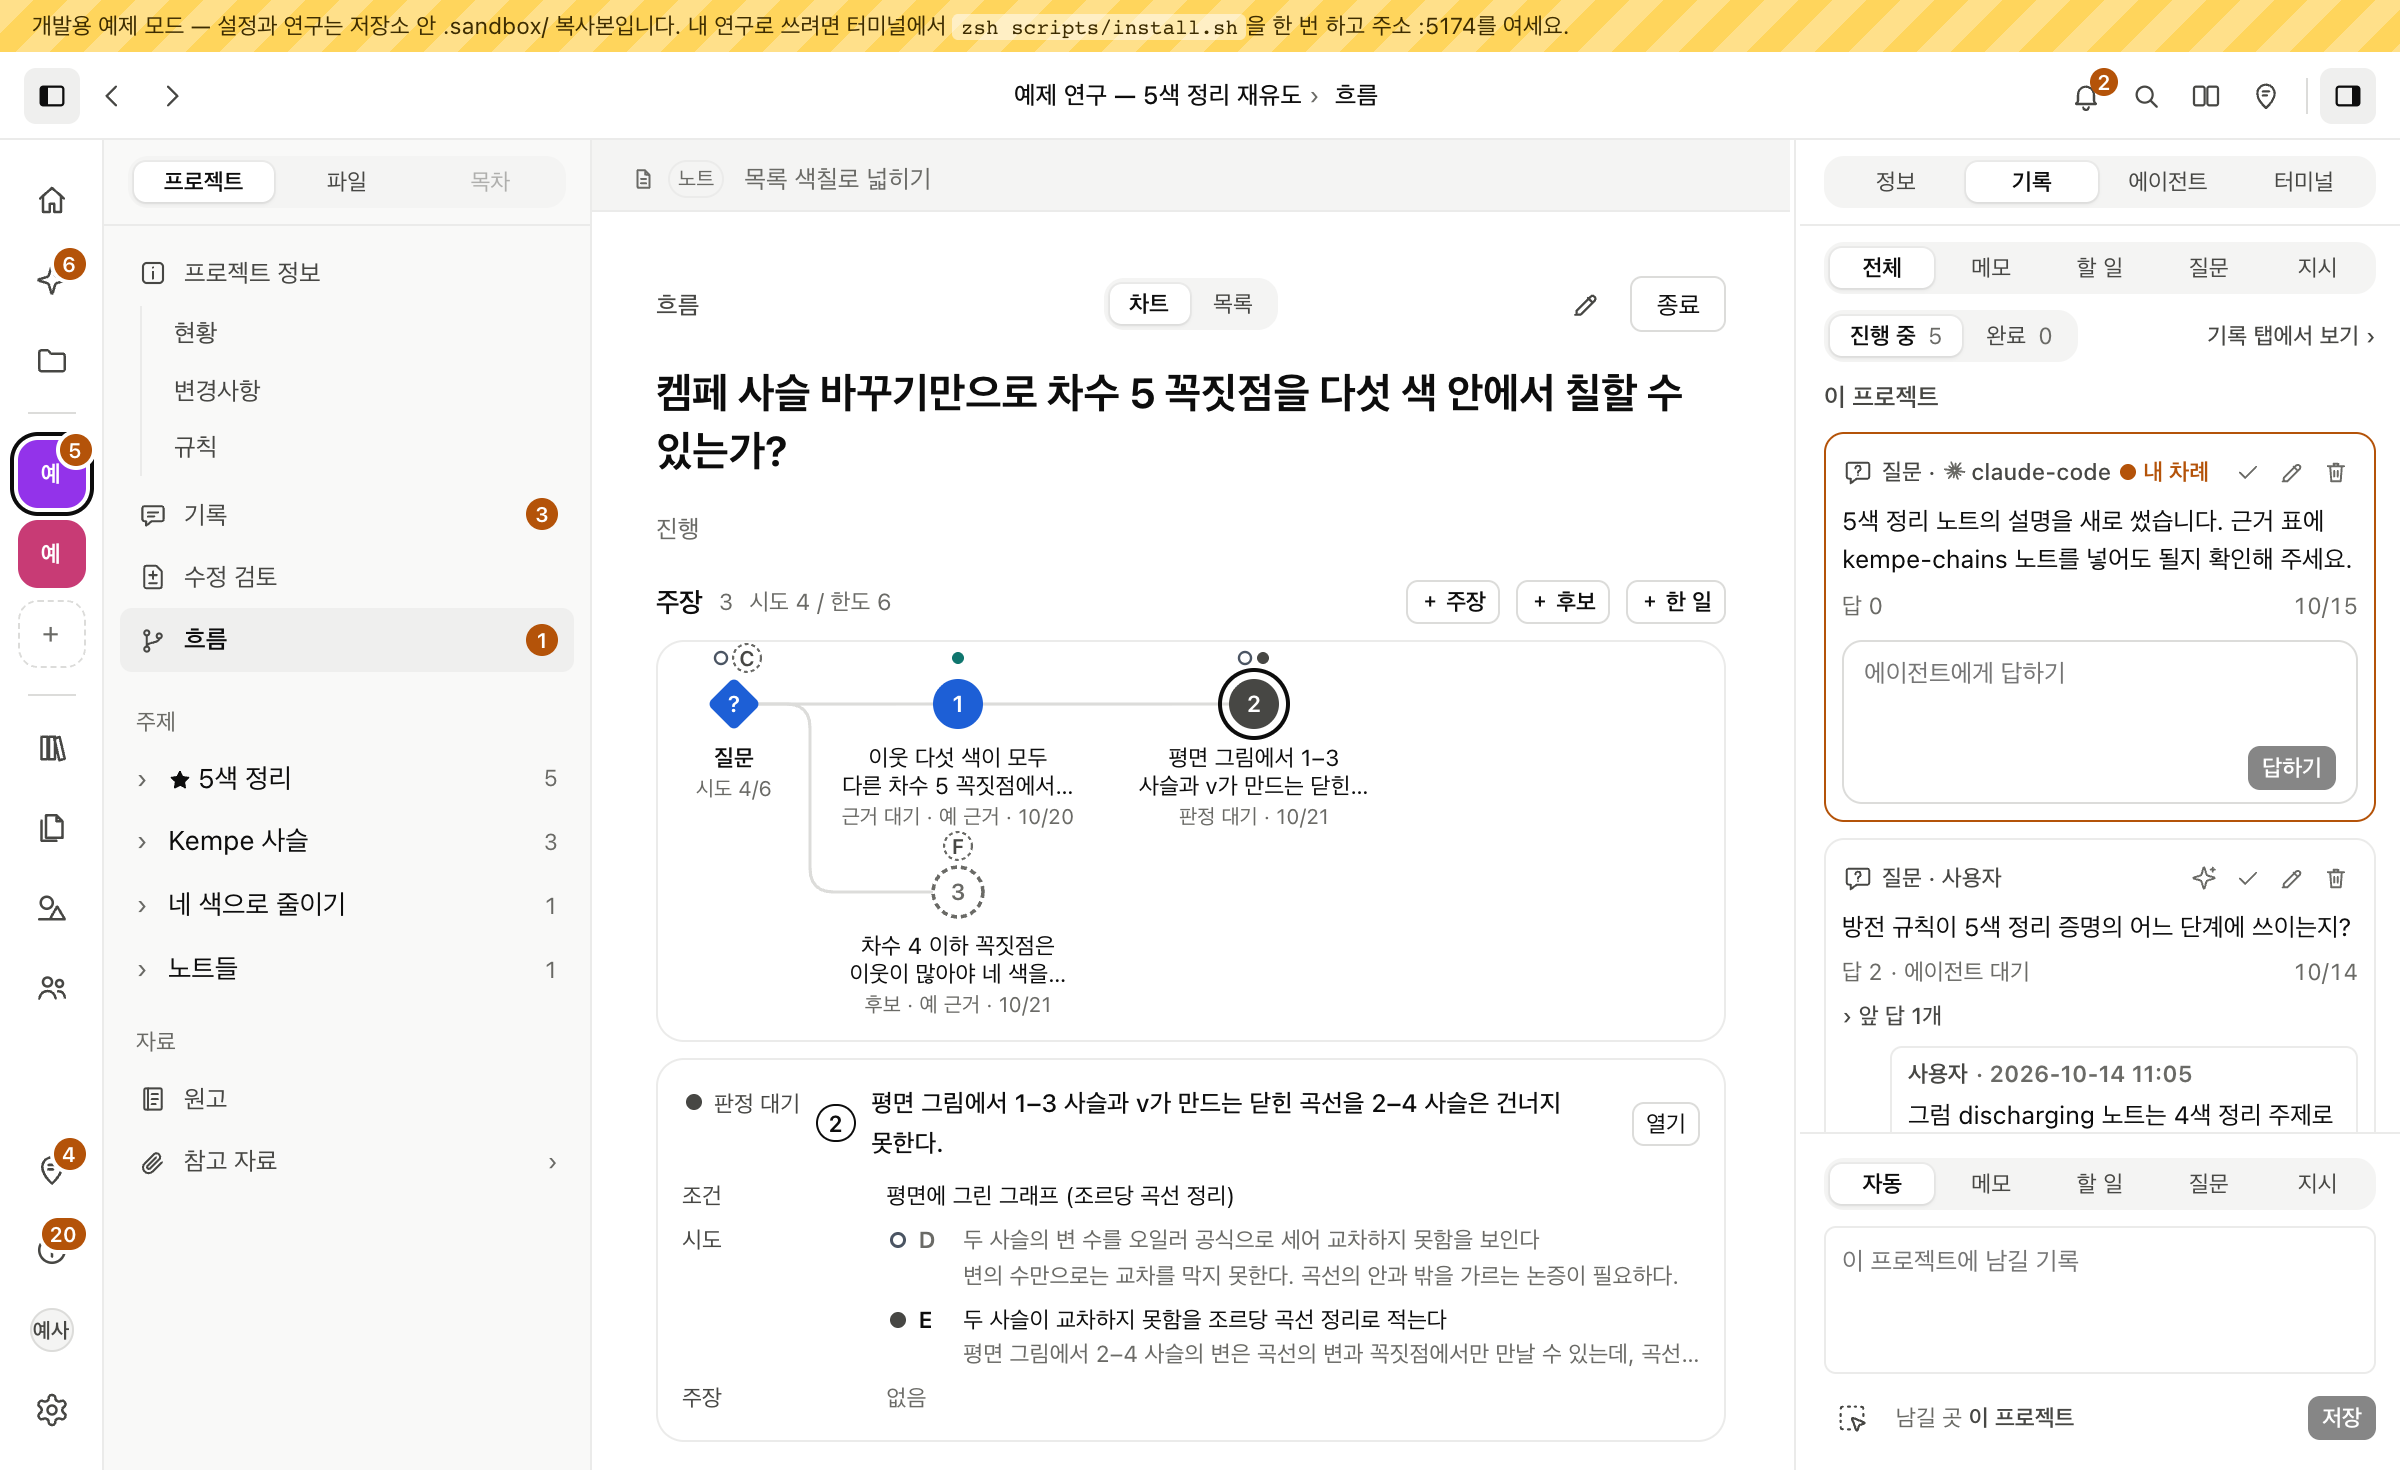 개발용 예제 모드 — 설정과 연구는 저장소 안 .sandbox/ 복사본입니다. 내 연구로 쓰려면 터미널에서 zsh scripts/install.sh을 한 번 하고 주소 :5174를 여세요.
예제 연구 — 5색 정리 재유도 › 흐름
2
6
5
예
예
+
4
20
예사
프로젝트 파일 목차
프로젝트 정보
현황
변경사항
규칙
기록 3
수정 검토
흐름 1
주제
› ★ 5색 정리 5
› Kempe 사슬 3
› 네 색으로 줄이기 1
› 노트들 1
자료
원고
참고 자료 ›
노트 목록 색칠로 넓히기
흐름 차트 목록 종료
켐페 사슬 바꾸기만으로 차수 5 꼭짓점을 다섯 색 안에서 칠할 수
있는가?
진행
주장 3 시도 4 / 한도 6 + 주장 + 후보 + 한 일
C
? 1 2
질문
시도 4/6
이웃 다섯 색이 모두
다른 차수 5 꼭짓점에서...
근거 대기 · 예 근거 · 10/20
평면 그림에서 1–3
사슬과 v가 만드는 닫힌...
판정 대기 · 10/21
F
3
차수 4 이하 꼭짓점은
이웃이 많아야 네 색을...
후보 · 예 근거 · 10/21
판정 대기 2 평면 그림에서 1–3 사슬과 v가 만드는 닫힌 곡선을 2–4 사슬은 건너지
못한다.
열기
조건 평면에 그린 그래프 (조르당 곡선 정리)
시도 D 두 사슬의 변 수를 오일러 공식으로 세어 교차하지 못함을 보인다
변의 수만으로는 교차를 막지 못한다. 곡선의 안과 밖을 가르는 논증이 필요하다.
E 두 사슬이 교차하지 못함을 조르당 곡선 정리로 적는다
평면 그림에서 2–4 사슬의 변은 곡선의 변과 꼭짓점에서만 만날 수 있는데, 곡선...
주장 없음
정보 기록 에이전트 터미널
전체 메모 할 일 질문 지시
진행 중 5 완료 0 기록 탭에서 보기 ›
이 프로젝트
질문 · claude-code 내 차례
5색 정리 노트의 설명을 새로 썼습니다. 근거 표에
kempe-chains 노트를 넣어도 될지 확인해 주세요.
답 0 10/15
에이전트에게 답하기
답하기
질문 · 사용자
방전 규칙이 5색 정리 증명의 어느 단계에 쓰이는지?
답 2 · 에이전트 대기 10/14
› 앞 답 1개
사용자 · 2026-10-14 11:05
그럼 discharging 노트는 4색 정리 주제로
자동 메모 할 일 질문 지시
이 프로젝트에 남길 기록
남길 곳 이 프로젝트 저장